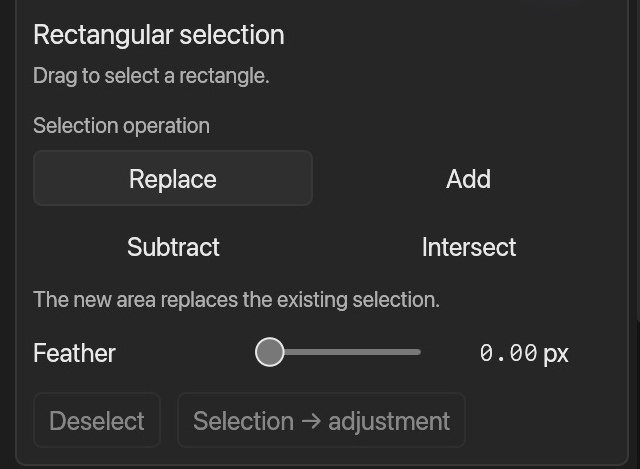 Rectangular selection
Drag to select a rectangle.
Selection operation
Replace Add
Subtract Intersect
The new area replaces the existing selection.
Feather 0.00 px
Deselect Selection → adjustment